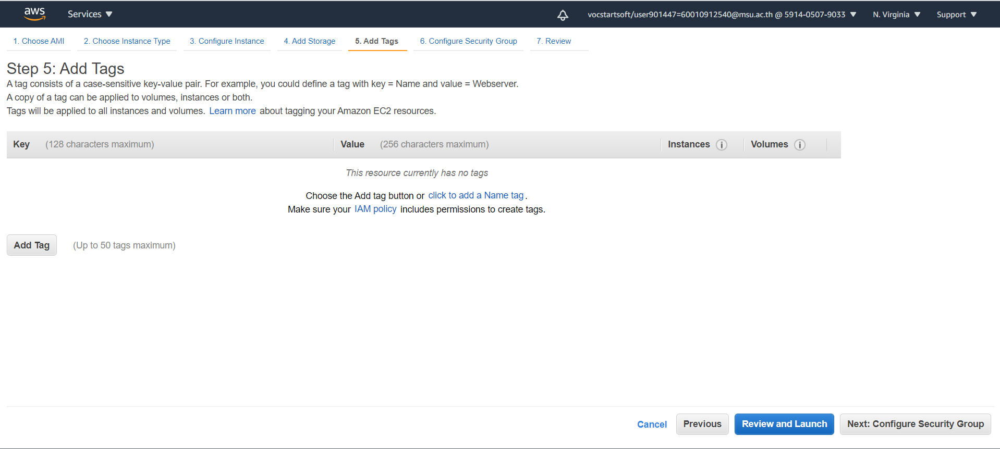 aws Services vocstartsoft/user901447=60010912540@msu.ac.th @ 5914-0507-9033 N. Virginia Support
1. Choose AMI 2. Choose Instance Type 3. Configure Instance 4. Add Storage 5. Add Tags 6. Configure Security Group 7. Review
Step 5: Add Tags
A tag consists of a case-sensitive key-value pair. For example, you could define a tag with key = Name and value = Webserver.
A copy of a tag can be applied to volumes, instances or both.
Tags will be applied to all instances and volumes. Learn more about tagging your Amazon EC2 resources.
Key (128 characters maximum) Value (256 characters maximum) Instances i Volumes i
This resource currently has no tags
Choose the Add tag button or click to add a Name tag.
Make sure your IAM policy includes permissions to create tags.
Add Tag (Up to 50 tags maximum)
Cancel Previous Review and Launch Next: Configure Security Group